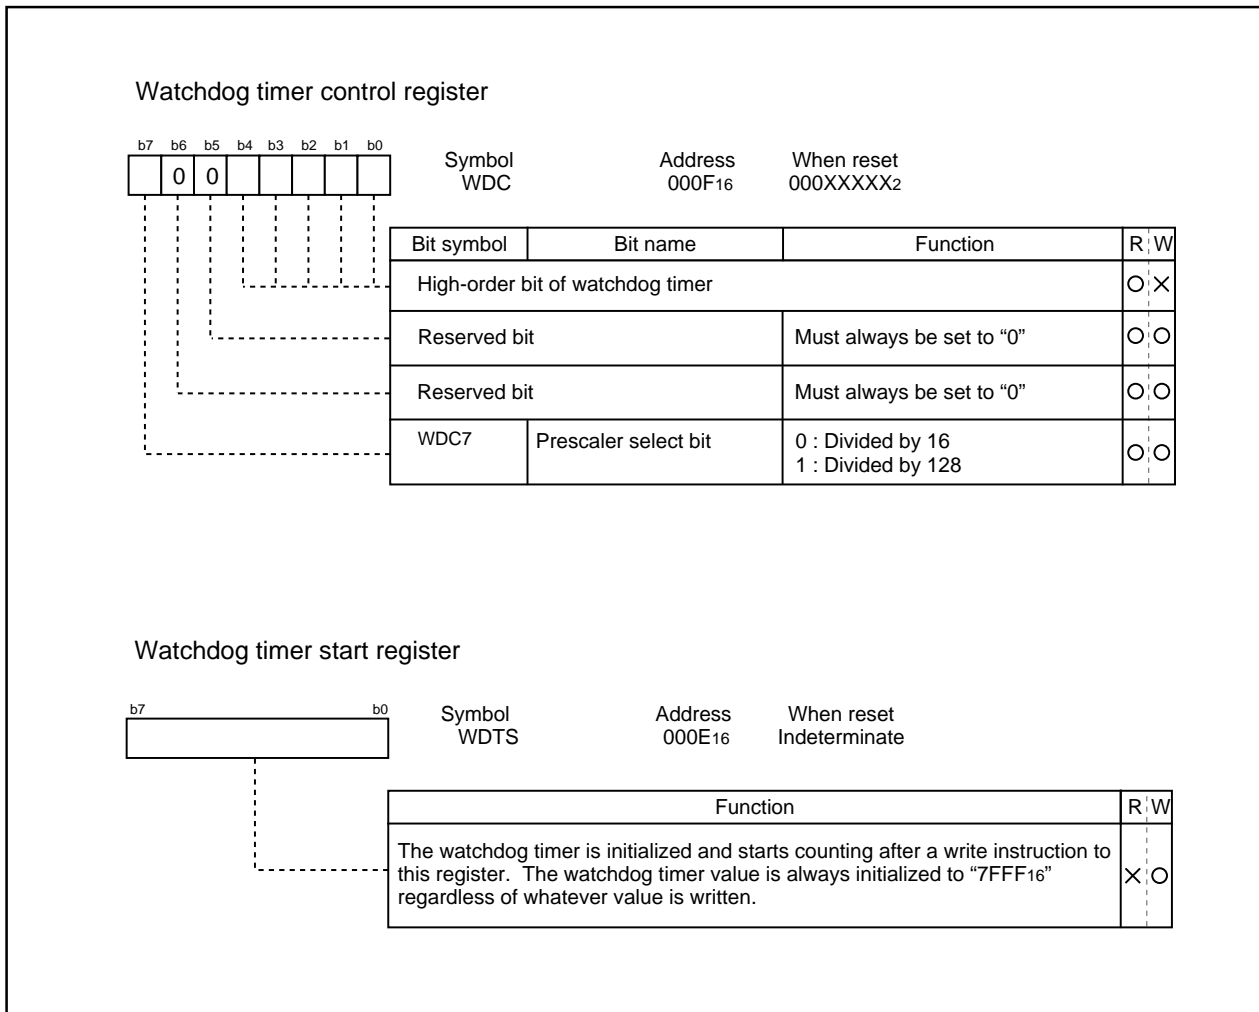 Watchdog timer control register
b7 b6 b5 b4 b3 b2 b1 b0
0 0
Symbol Address When reset
WDC 000F16 000XXXXX2
Bit symbol Bit name Function R W
High-order bit of watchdog timer O X
Reserved bit Must always be set to “0” O O
Reserved bit Must always be set to “0” O O
WDC7 Prescaler select bit 0 : Divided by 16
1 : Divided by 128 O O
Watchdog timer start register
b7 b0
Symbol Address When reset
WDTS 000E16 Indeterminate
Function R W
The watchdog timer is initialized and starts counting after a write instruction to
this register. The watchdog timer value is always initialized to “7FFF16” X O
regardless of whatever value is written.